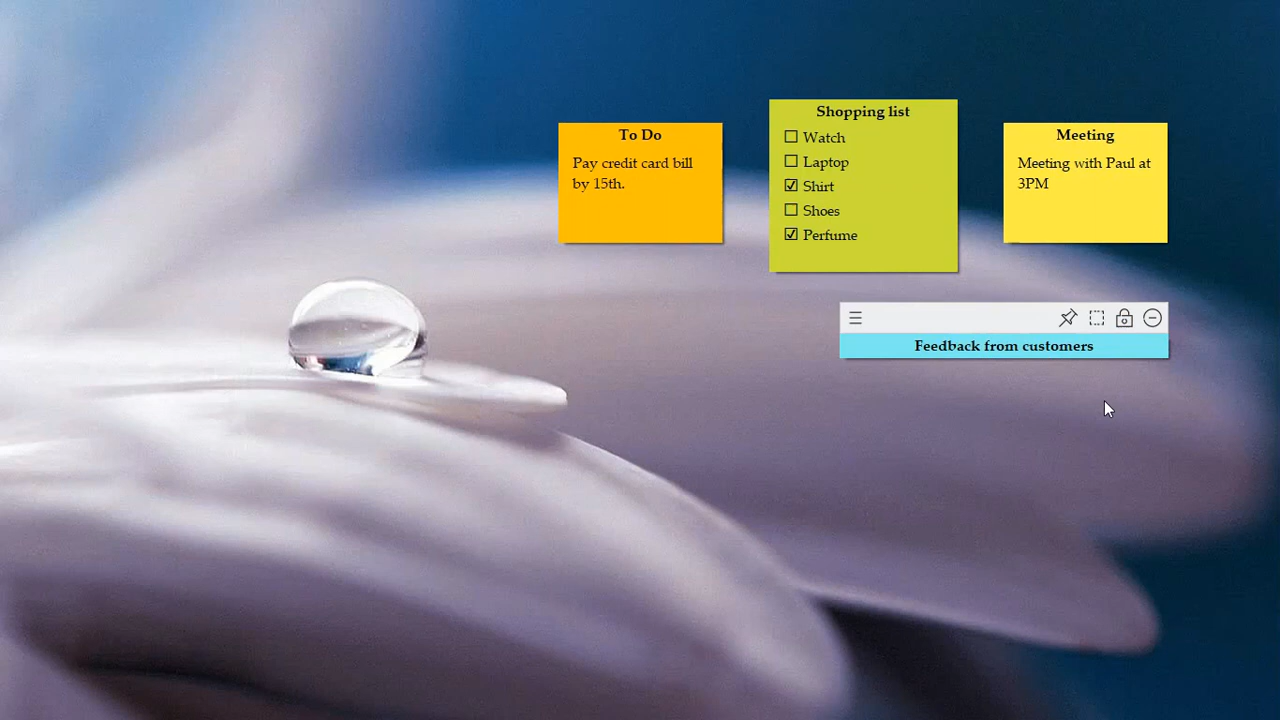 To Do
Pay credit card bill
by 15th.
Shopping list
☐ Watch
☐ Laptop
☑ Shirt
☐ Shoes
☑ Perfume
Meeting
Meeting with Paul at
3PM
Feedback from customers